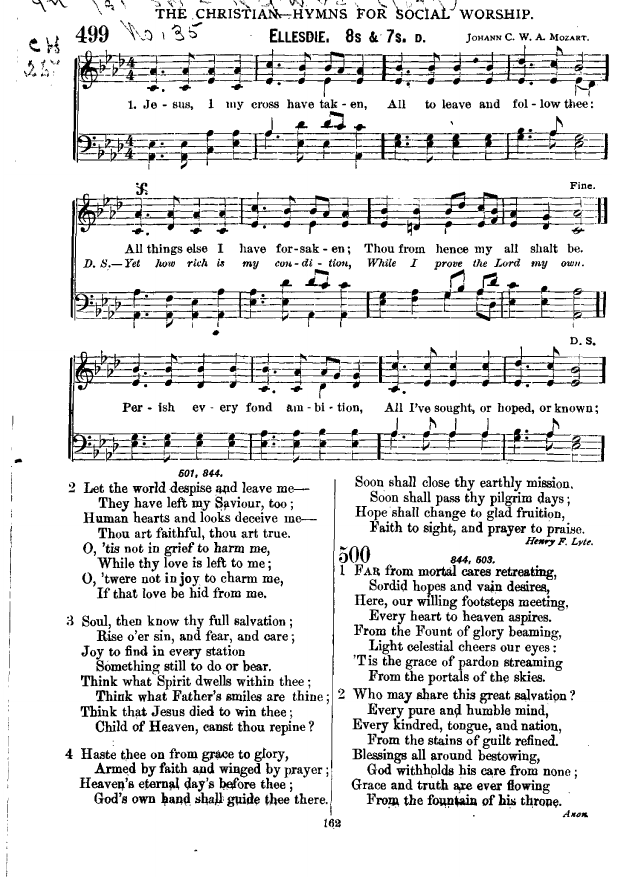 THE CHRISTIAN—HYMNS FOR SOCIAL WORSHIP.
499 No. 135
ELLESDIE. 8s & 7s. D. JOHANN C. W. A. MOZART.
1. Je - sus, I my cross have tak - en, All to leave and fol - low thee:
Fine.
All things else I have for-sak - en; Thou from hence my all shalt be.
D. S.—Yet how rich is my con-di - tion, While I prove the Lord my own.
D. S.
Per - ish ev - ery fond am-bi - tion, All I've sought, or hoped, or known;
501, 844.
2 Let the world despise and leave me—
They have left my Saviour, too;
Human hearts and looks deceive me—
Thou art faithful, thou art true.
O, 'tis not in grief to harm me,
While thy love is left to me;
O, 'twere not in joy to charm me,
If that love be hid from me.
3 Soul, then know thy full salvation;
Rise o'er sin, and fear, and care;
Joy to find in every station
Something still to do or bear.
Think what Spirit dwells within thee;
Think what Father's smiles are thine;
Think that Jesus died to win thee;
Child of Heaven, canst thou repine?
4 Haste thee on from grace to glory,
Armed by faith and winged by prayer;
Heaven's eternal day's before thee;
God's own hand shall guide thee there.
Soon shall close thy earthly mission,
Soon shall pass thy pilgrim days;
Hope shall change to glad fruition,
Faith to sight, and prayer to praise.
Henry F. Lyte.
500
844, 503.
1 FAR from mortal cares retreating,
Sordid hopes and vain desires,
Here, our willing footsteps meeting,
Every heart to heaven aspires.
From the Fount of glory beaming,
Light celestial cheers our eyes:
'Tis the grace of pardon streaming
From the portals of the skies.
2 Who may share this great salvation?
Every pure and humble mind,
Every kindred, tongue, and nation,
From the stains of guilt refined.
Blessings all around bestowing,
God withholds his care from none;
Grace and truth are ever flowing
From the fountain of his throne.
Anon.
162